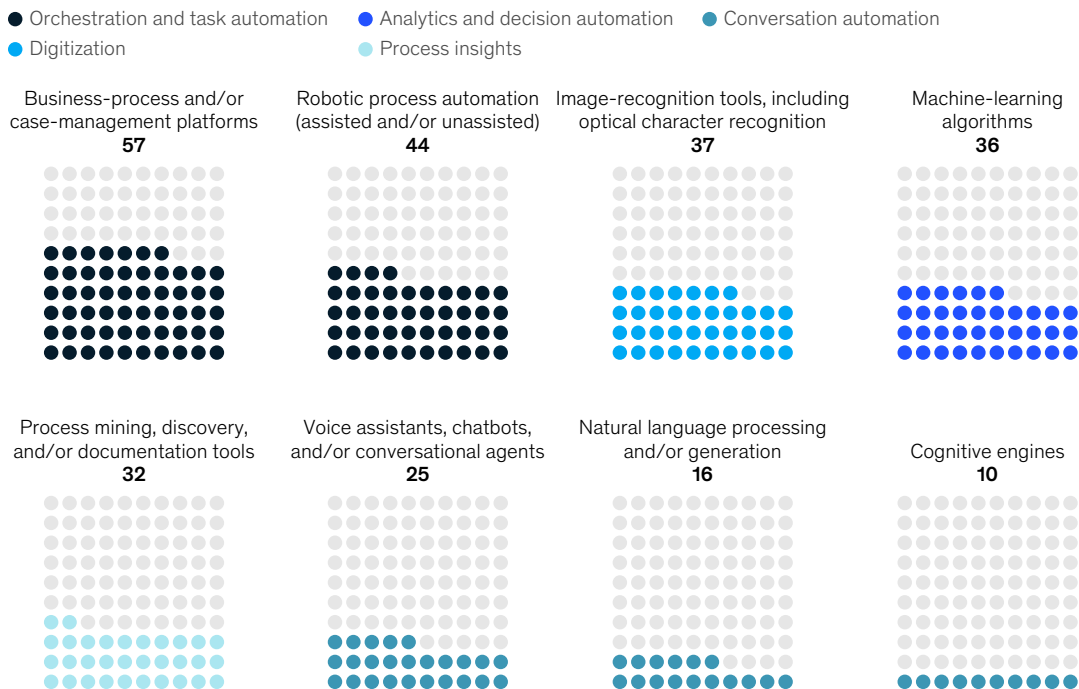 Orchestration and task automation
Analytics and decision automation
Conversation automation
Digitization
Process insights
Business-process and/or
case-management platforms
57
Robotic process automation
(assisted and/or unassisted)
44
Image-recognition tools, including
optical character recognition
37
Machine-learning
algorithms
36
Process mining, discovery,
and/or documentation tools
32
Voice assistants, chatbots,
and/or conversational agents
25
Natural language processing
and/or generation
16
Cognitive engines
10